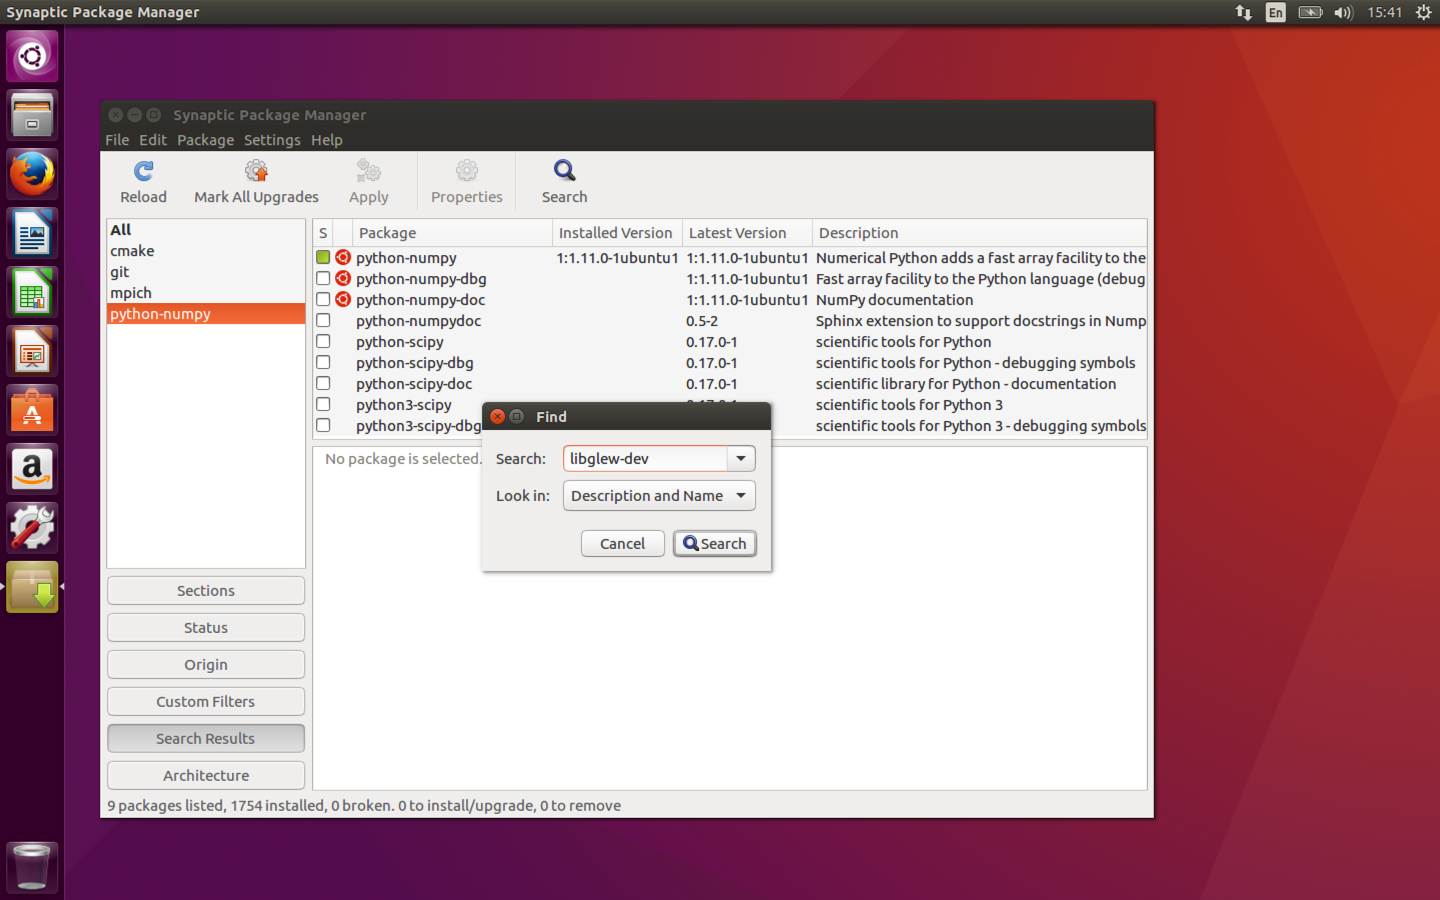 Synaptic Package Manager
En
15:41
Synaptic Package Manager
File Edit Package Settings Help
Reload Mark All Upgrades Apply Properties Search
All
cmake
git
mpich
python-numpy
S Package Installed Version Latest Version Description
python-numpy 1:1.11.0-1ubuntu1 1:1.11.0-1ubuntu1 Numerical Python adds a fast array facility to the
python-numpy-dbg 1:1.11.0-1ubuntu1 Fast array facility to the Python language (debug
python-numpy-doc 1:1.11.0-1ubuntu1 NumPy documentation
python-numpydoc 0.5-2 Sphinx extension to support docstrings in Nump
python-scipy 0.17.0-1 scientific tools for Python
python-scipy-dbg 0.17.0-1 scientific tools for Python - debugging symbols
python-scipy-doc 0.17.0-1 scientific library for Python - documentation
python3-scipy scientific tools for Python 3
python3-scipy-dbg scientific tools for Python 3 - debugging symbols
No package is selected.
Find
Search: libglew-dev
Look in: Description and Name
Cancel Search
Sections
Status
Origin
Custom Filters
Search Results
Architecture
9 packages listed, 1754 installed, 0 broken. 0 to install/upgrade, 0 to remove